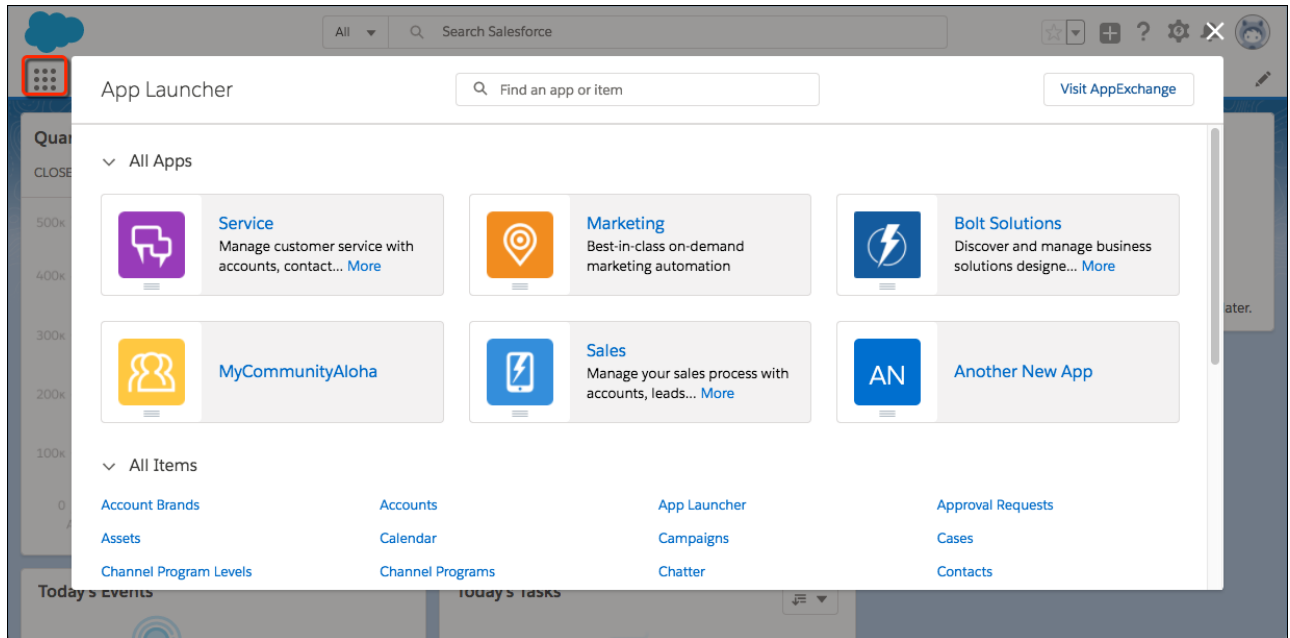 All
Search Salesforce
App Launcher
Find an app or item
Visit AppExchange
CLOSE
All Apps
Service
Manage customer service with
accounts, contact... More
Marketing
Best-in-class on-demand
marketing automation
Bolt Solutions
Discover and manage business
solutions designe... More
500K
400K
300K
200K
100K
0
ater.
MyCommunityAloha
Sales
Manage your sales process with
accounts, leads... More
AN
Another New App
All Items
Account Brands
Accounts
App Launcher
Approval Requests
Assets
Calendar
Campaigns
Cases
Channel Program Levels
Channel Programs
Chatter
Contacts
Today's Events
Today's Tasks